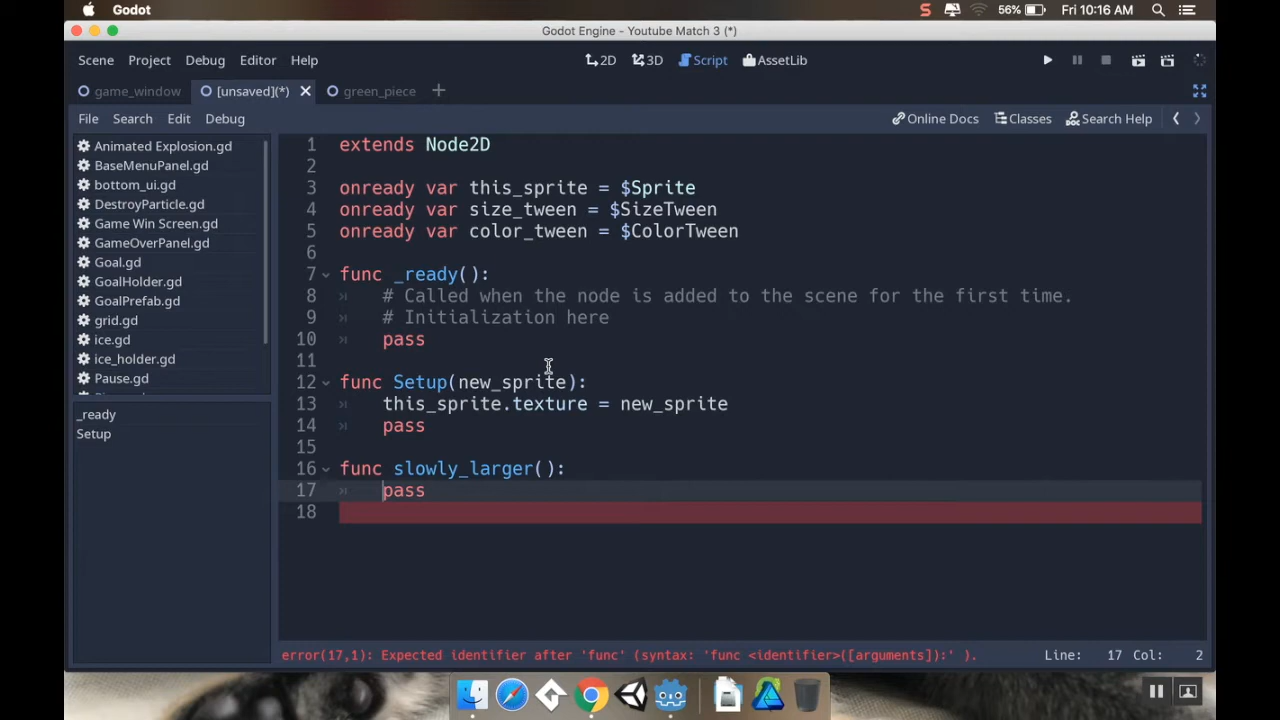 Godot
56% Fri 10:16 AM
Godot Engine - Youtube Match 3 (*)
Scene Project Debug Editor Help 2D 3D Script AssetLib
game_window [unsaved](*) green_piece
File Search Edit Debug Online Docs Classes Search Help
Animated Explosion.gd
BaseMenuPanel.gd
bottom_ui.gd
DestroyParticle.gd
Game Win Screen.gd
GameOverPanel.gd
Goal.gd
GoalHolder.gd
GoalPrefab.gd
grid.gd
ice.gd
ice_holder.gd
Pause.gd
_ready
Setup
1 extends Node2D
2
3 onready var this_sprite = $Sprite
4 onready var size_tween = $SizeTween
5 onready var color_tween = $ColorTween
6
7 func _ready():
8 # Called when the node is added to the scene for the first time.
9 # Initialization here
10 pass
11
12 func Setup(new_sprite):
13 this_sprite.texture = new_sprite
14 pass
15
16 func slowly_larger():
17 pass
18
error(17,1): Expected identifier after 'func' (syntax: 'func <identifier>([arguments]):' ). Line: 17 Col: 2